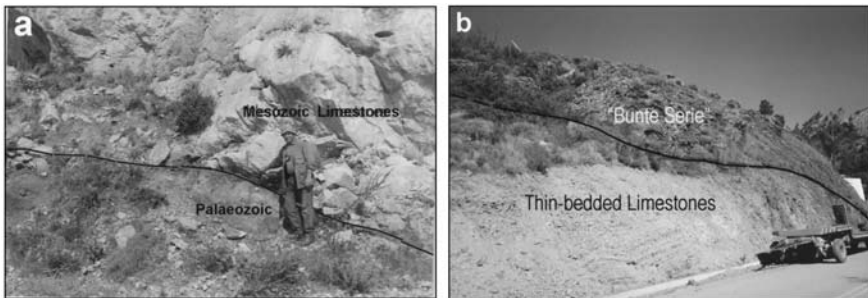 a
Mesozoic Limestones
Palaeozoic
b
"Bunte Serie"
Thin-bedded Limestones